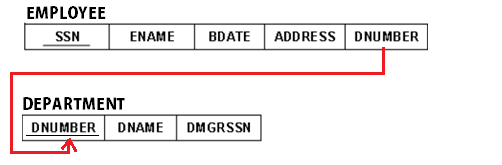 EMPLOYEE
SSN ENAME BDATE ADDRESS DNUMBER
DEPARTMENT
DNUMBER DNAME DMGRSSN